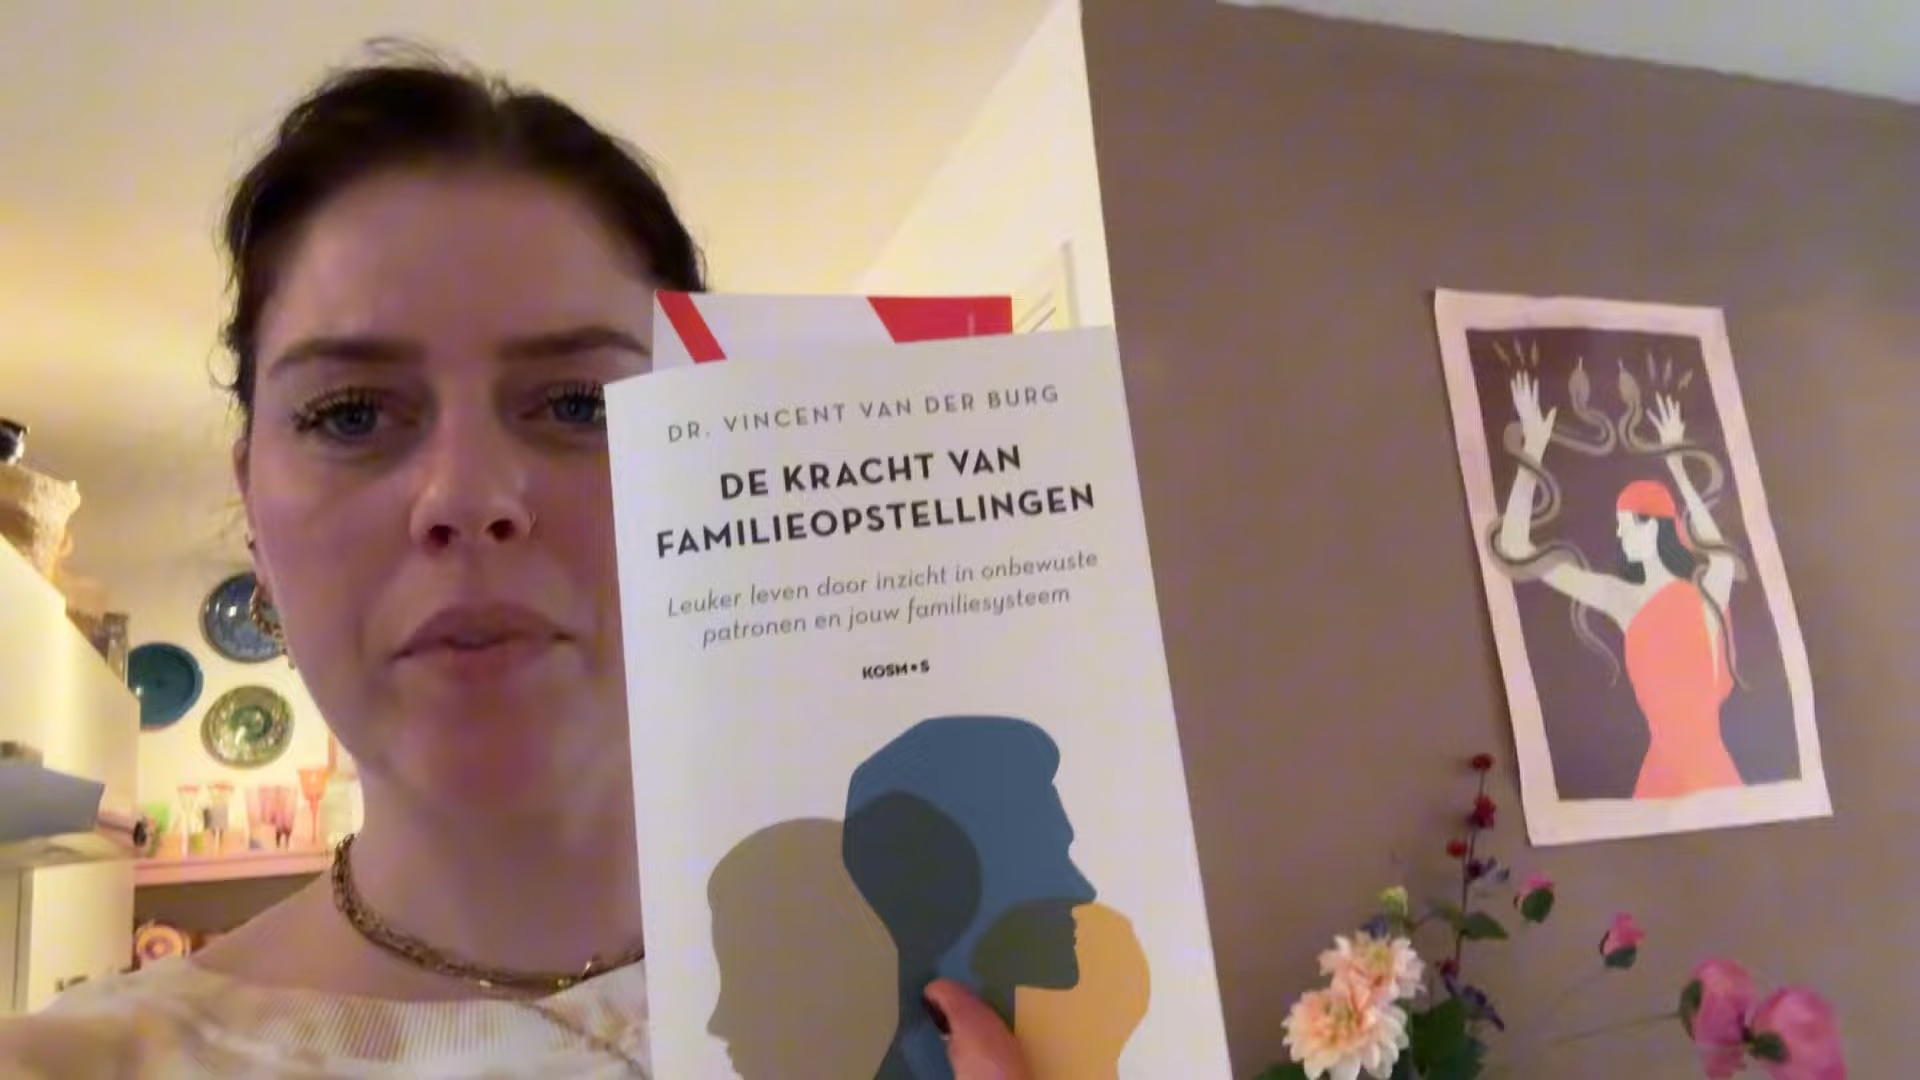 DR. VINCENT VAN DER BURG
DE KRACHT VAN
FAMILIEOPSTELLINGEN
Leuker leven door inzicht in onbewuste
patronen en jouw familiesysteem
KOSM•S